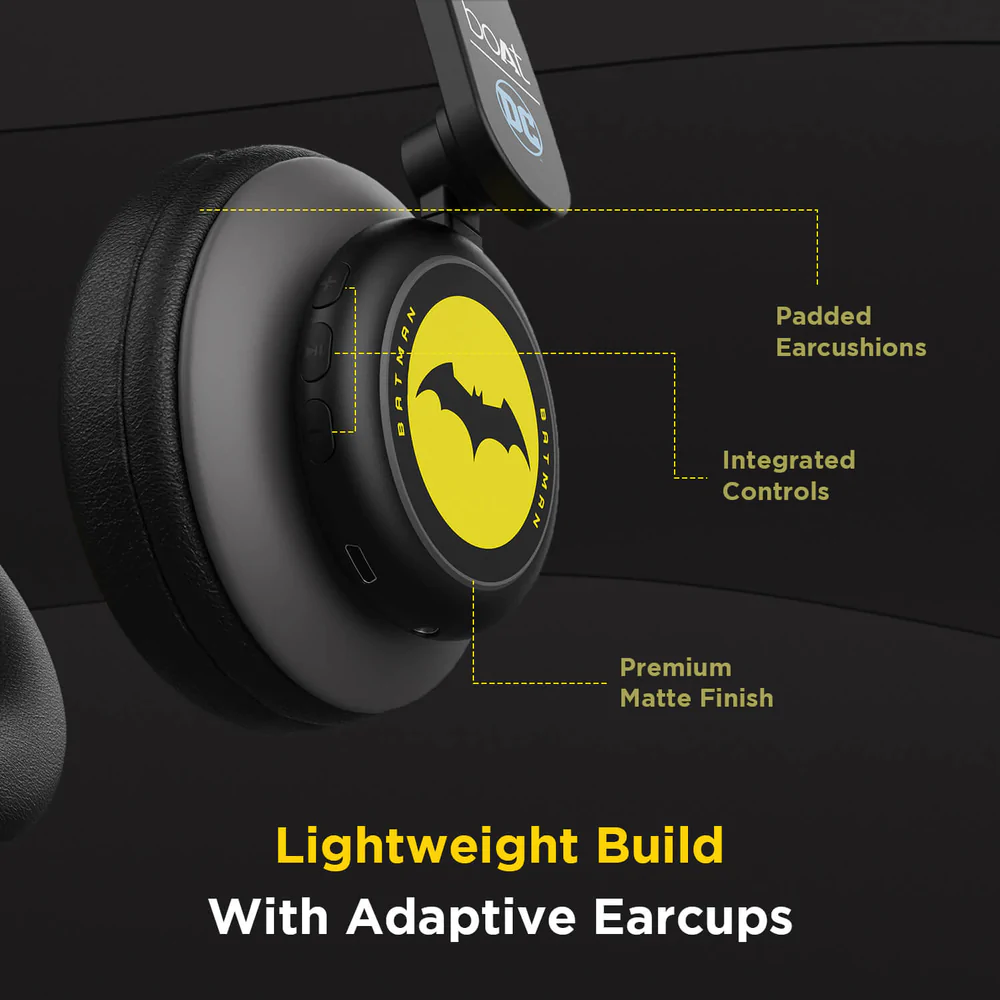 boAt
DC
BATMAN
BATMAN
Padded
Earcushions
Integrated
Controls
Premium
Matte Finish
Lightweight Build
With Adaptive Earcups